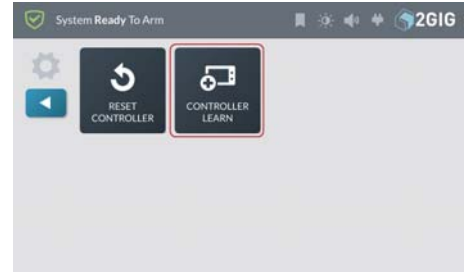 System Ready To Arm
2GIG
RESET
CONTROLLER
CONTROLLER
LEARN